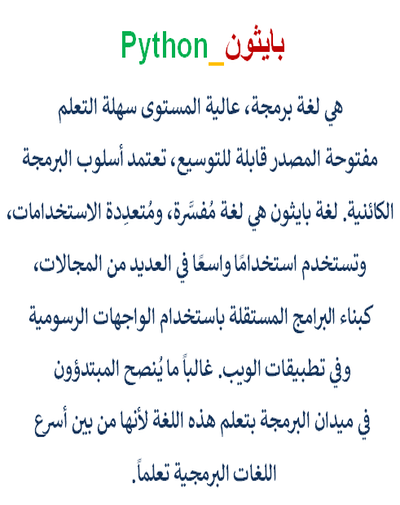 بايثون_Python
هي لغة برمجة، عالية المستوى سهلة التعلم
مفتوحة المصدر قابلة للتوسيع، تعتمد أسلوب البرمجة
الكائنية. لغة بايثون هي لغة مُفسَّرة، ومُتعدِدة الاستخدامات،
وتستخدم استخدامًا واسعًا في العديد من المجالات،
كبناء البرامج المستقلة باستخدام الواجهات الرسومية
وفي تطبيقات الويب. غالباً ما يُنصح المبتدؤون
في ميدان البرمجة بتعلم هذه اللغة لأنها من بين أسرع
اللغات البرمجية تعلماً.